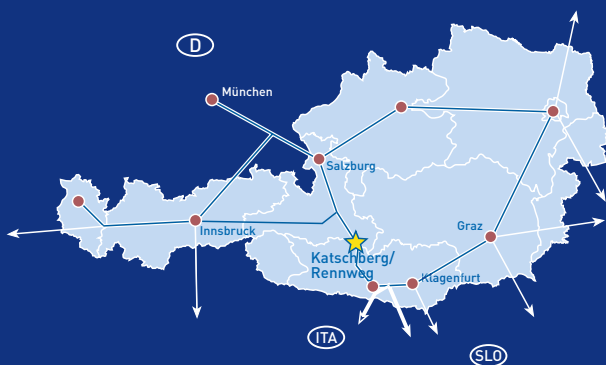 D
München
Salzburg
Innsbruck
Graz
Katschberg/
Rennweg
Klagenfurt
ITA
SLO